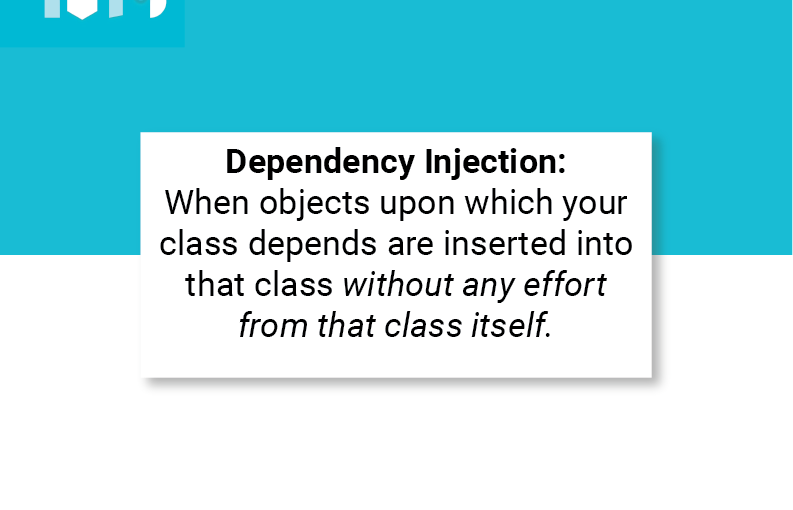 Dependency Injection:
When objects upon which your
class depends are inserted into
that class without any effort
from that class itself.